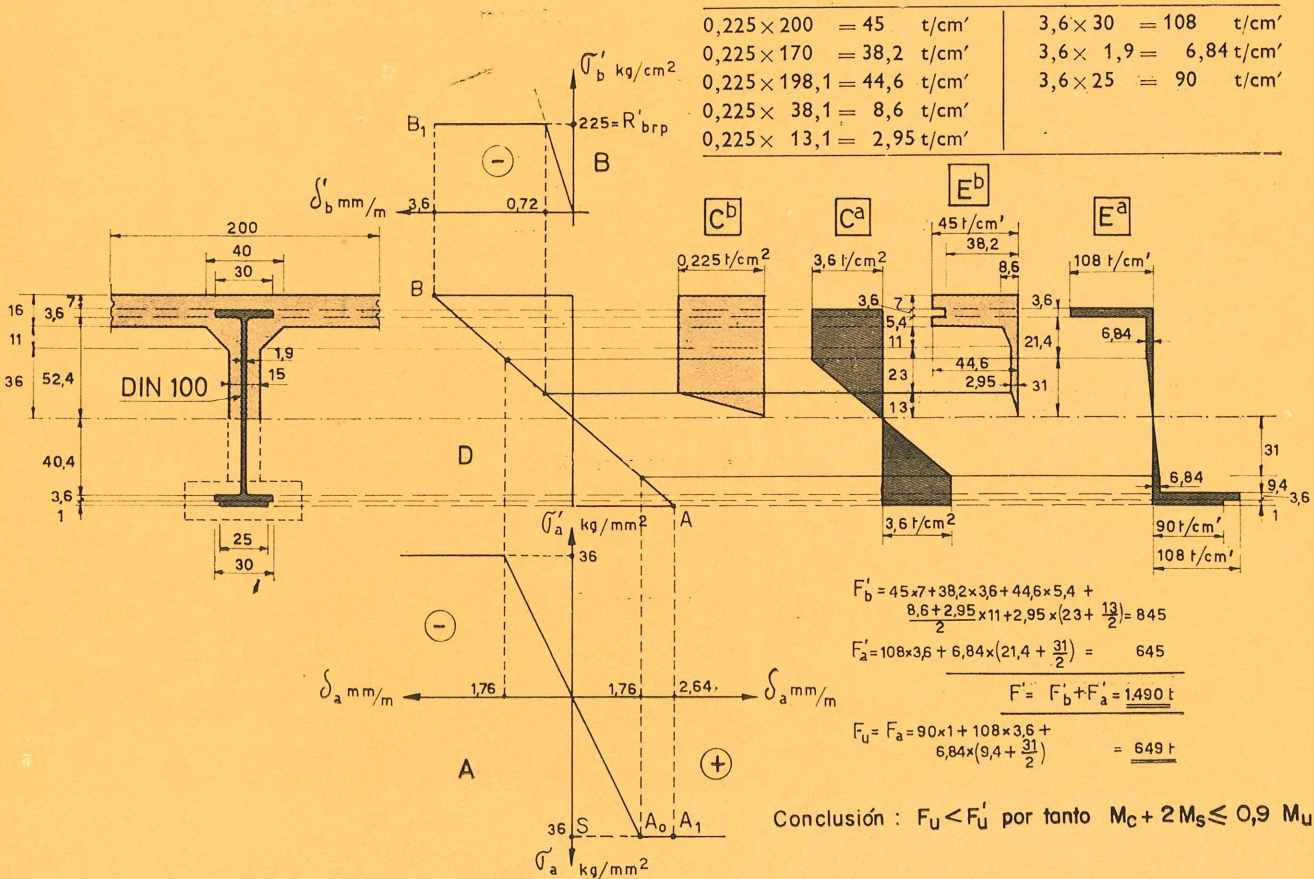 0,225 × 200 = 45 t/cm' 3,6 × 30 = 108 t/cm'
0,225 × 170 = 38,2 t/cm' 3,6 × 1,9 = 6,84 t/cm'
0,225 × 198,1 = 44,6 t/cm' 3,6 × 25 = 90 t/cm'
0,225 × 38,1 = 8,6 t/cm'
0,225 × 13,1 = 2,95 t/cm'
σ'b kg/cm2
B1
225=R'brp
-
B
δ'b mm/m
3,6
0,72
Cb
Ca
Eb
Ea
200
40
30
0,225 t/cm2
3,6 t/cm2
45 t/cm'
38,2
8,6
108 t/cm'
16
7
3,6
11
1,9
15
36
52,4
DIN 100
40,4
3,6
1
25
30
B
D
A
3,6
7
5,4
11
23
13
44,6
2,95
3,6
21,4
31
6,84
31
6,84
9,4
3,6
1
3,6 t/cm2
90 t/cm'
108 t/cm'
σ'a kg/mm2
36
-
δa mm/m
1,76
1,76
2,64
δa mm/m
A
+
36
S
A0
A1
σa kg/mm2
F'b = 45×7+38,2×3,6+44,6×5,4 +
8,6+2,95/2 ×11+2,95×(23+ 13/2)= 845
F'a = 108×3,6 + 6,84×(21,4 + 31/2) = 645
F' = F'b+F'a = 1.490 t
Fu = Fa = 90×1 + 108×3,6 +
6,84×(9,4 + 31/2) = 649 t
Conclusión : Fu < F'u por tanto Mc + 2 Ms ≤ 0,9 Mu